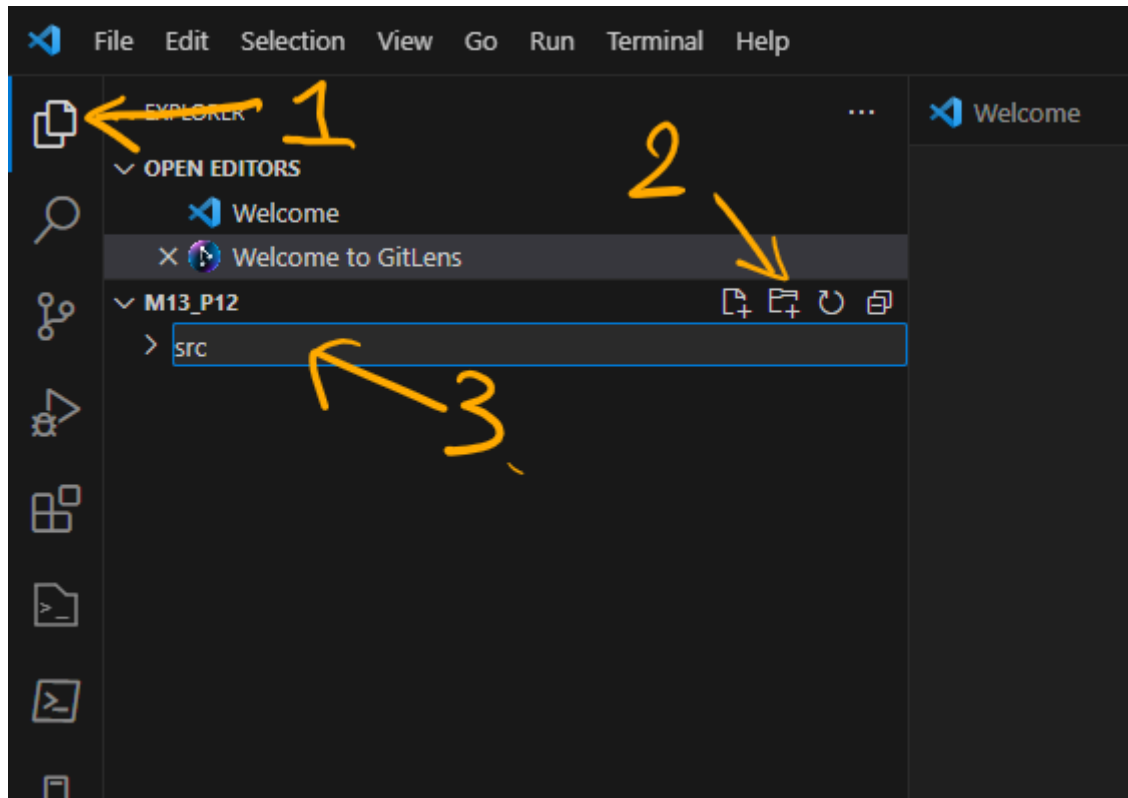 File Edit Selection View Go Run Terminal Help
1
EXPLORER
...
Welcome
OPEN EDITORS
2
Welcome
Welcome to GitLens
M13_P12
src
3